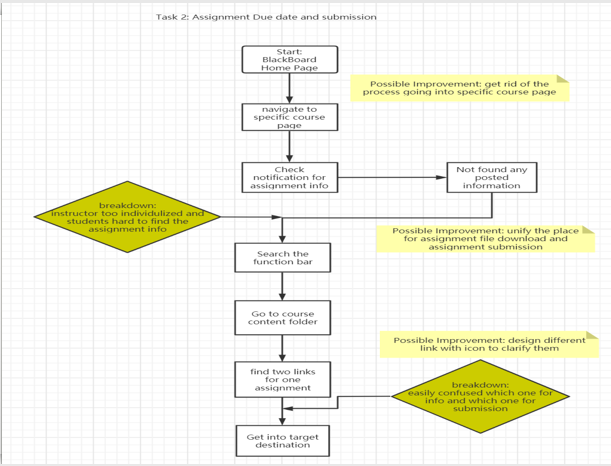 Task 2: Assignment Due date and submission
Start:
BlackBoard
Home Page
Possible Improvement: get rid of the
process going into specific course page
navigate to
specific course
page
Check
notification for
assignment info
Not found any
posted
information
breakdown:
instructor too individulized and
students hard to find the
assignment info
Possible Improvement: unify the place
for assignment file download and
assignment submission
Search the
function bar
Go to course
content folder
Possible Improvement: design different
link with icon to clarify them
find two links
for one
assignment
breakdown:
easily confused which one for
info and which one for
submission
Get into target
destination